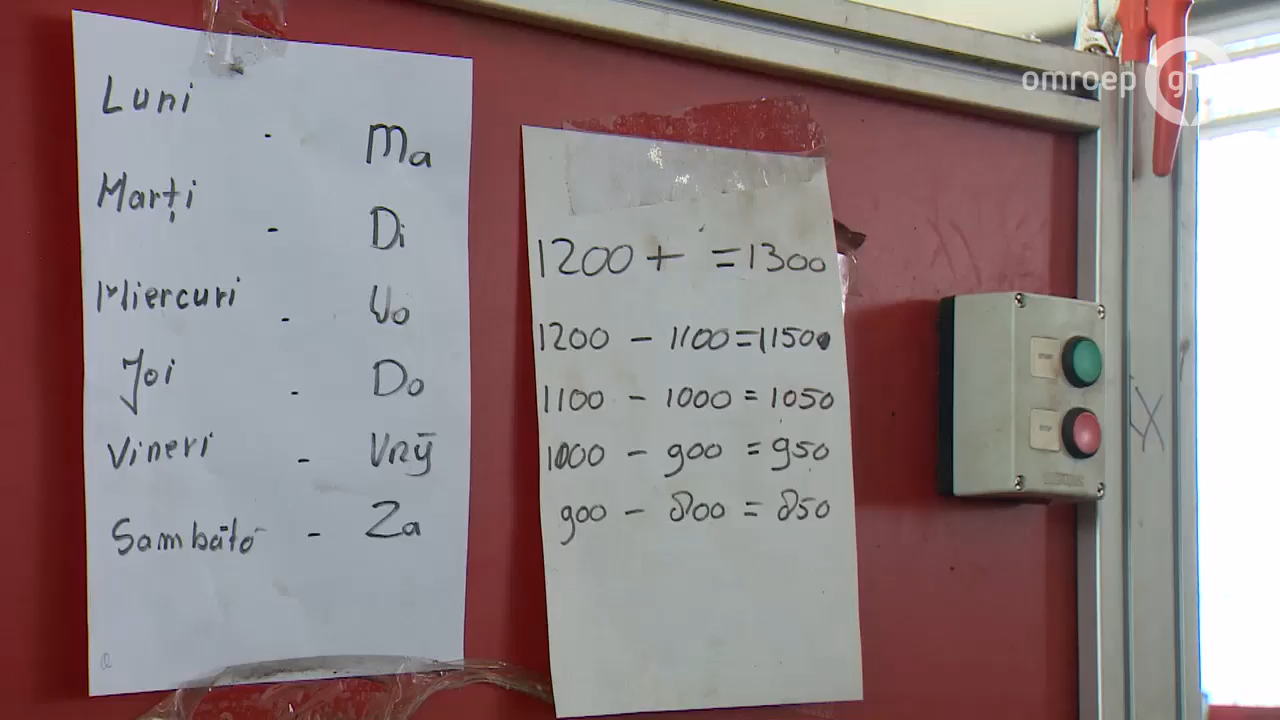 Luni - Ma
Marți - Di
Miercuri - Wo
Joi - Do
Vineri - Vrij
Sambătă - Za
1200 + = 1300
1200 - 1100 = 1150
1100 - 1000 = 1050
1000 - 900 = 950
900 - 800 = 850
omroep
STOP